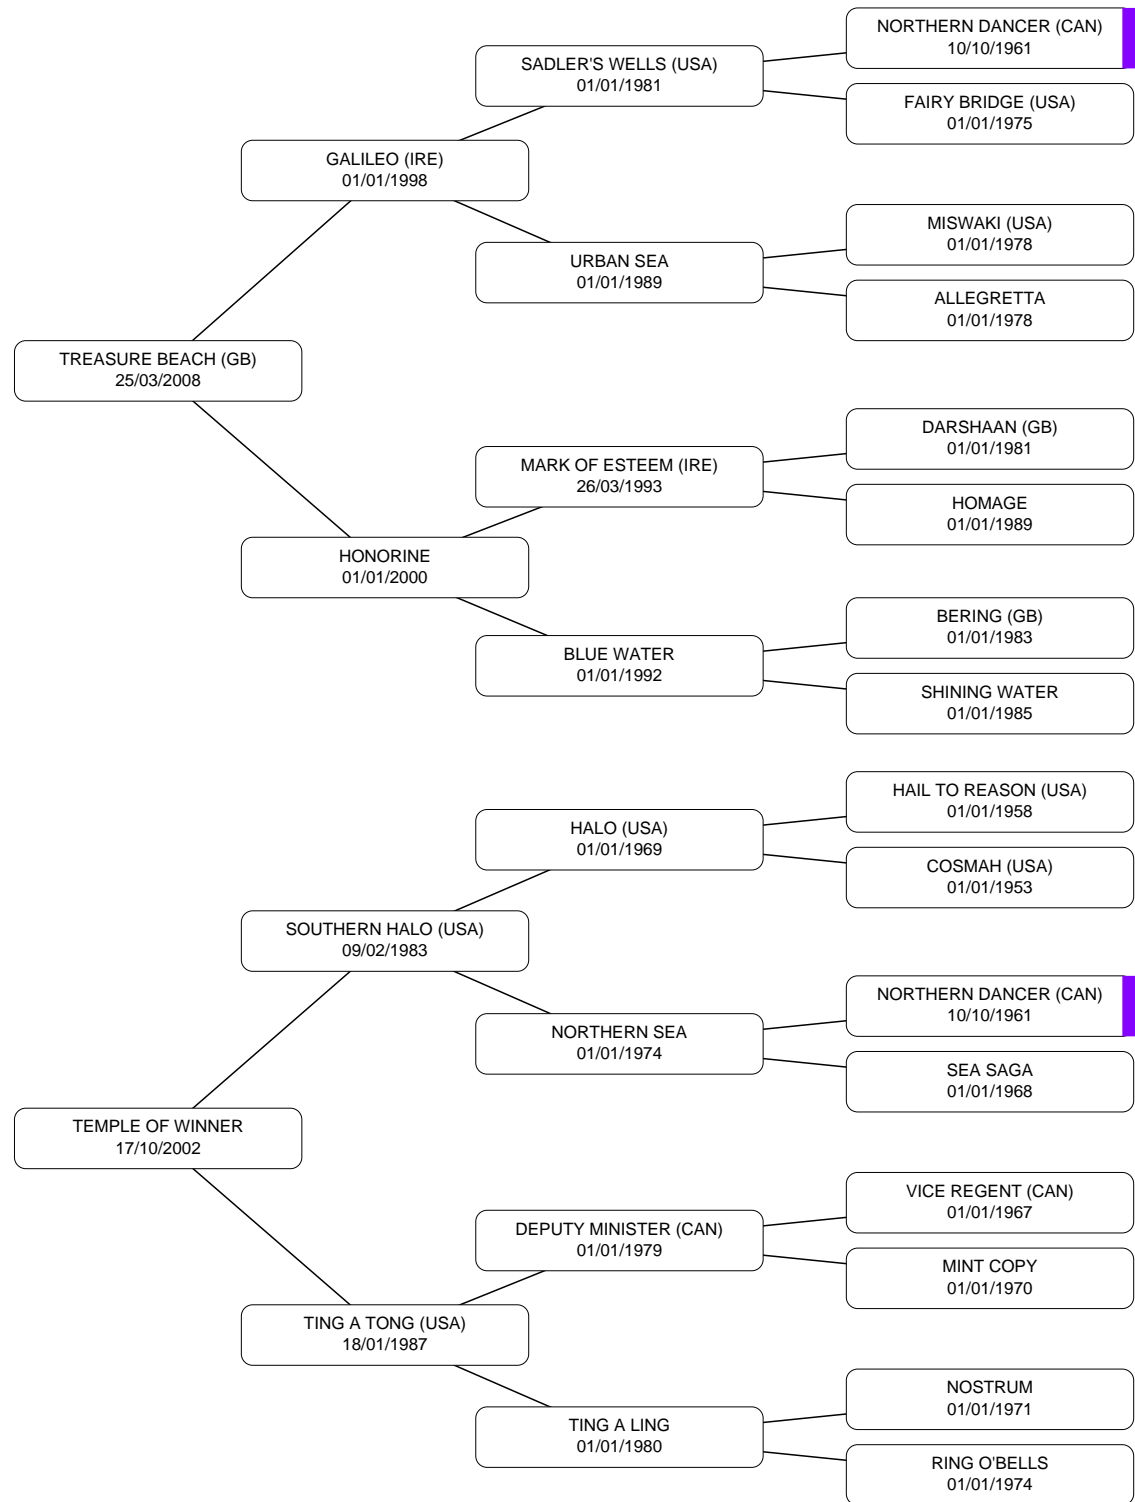 NORTHERN DANCER (CAN)
10/10/1961
SADLER'S WELLS (USA)
01/01/1981
FAIRY BRIDGE (USA)
01/01/1975
GALILEO (IRE)
01/01/1998
MISWAKI (USA)
01/01/1978
URBAN SEA
01/01/1989
ALLEGRETTA
01/01/1978
TREASURE BEACH (GB)
25/03/2008
DARSHAAN (GB)
01/01/1981
MARK OF ESTEEM (IRE)
26/03/1993
HOMAGE
01/01/1989
HONORINE
01/01/2000
BERING (GB)
01/01/1983
BLUE WATER
01/01/1992
SHINING WATER
01/01/1985
HAIL TO REASON (USA)
01/01/1958
HALO (USA)
01/01/1969
COSMAH (USA)
01/01/1953
SOUTHERN HALO (USA)
09/02/1983
NORTHERN DANCER (CAN)
10/10/1961
NORTHERN SEA
01/01/1974
SEA SAGA
01/01/1968
TEMPLE OF WINNER
17/10/2002
VICE REGENT (CAN)
01/01/1967
DEPUTY MINISTER (CAN)
01/01/1979
MINT COPY
01/01/1970
TING A TONG (USA)
18/01/1987
NOSTRUM
01/01/1971
TING A LING
01/01/1980
RING O'BELLS
01/01/1974